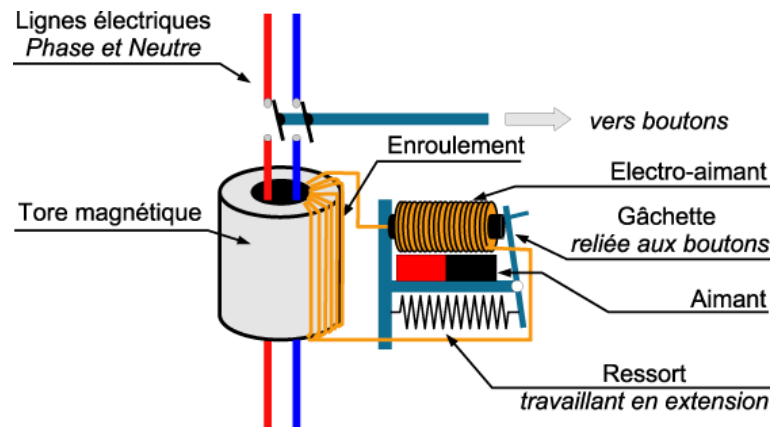 Lignes électriques
Phase et Neutre
vers boutons
Enroulement
Electro-aimant
Tore magnétique
Gâchette
reliée aux boutons
Aimant
Ressort
travaillant en extension